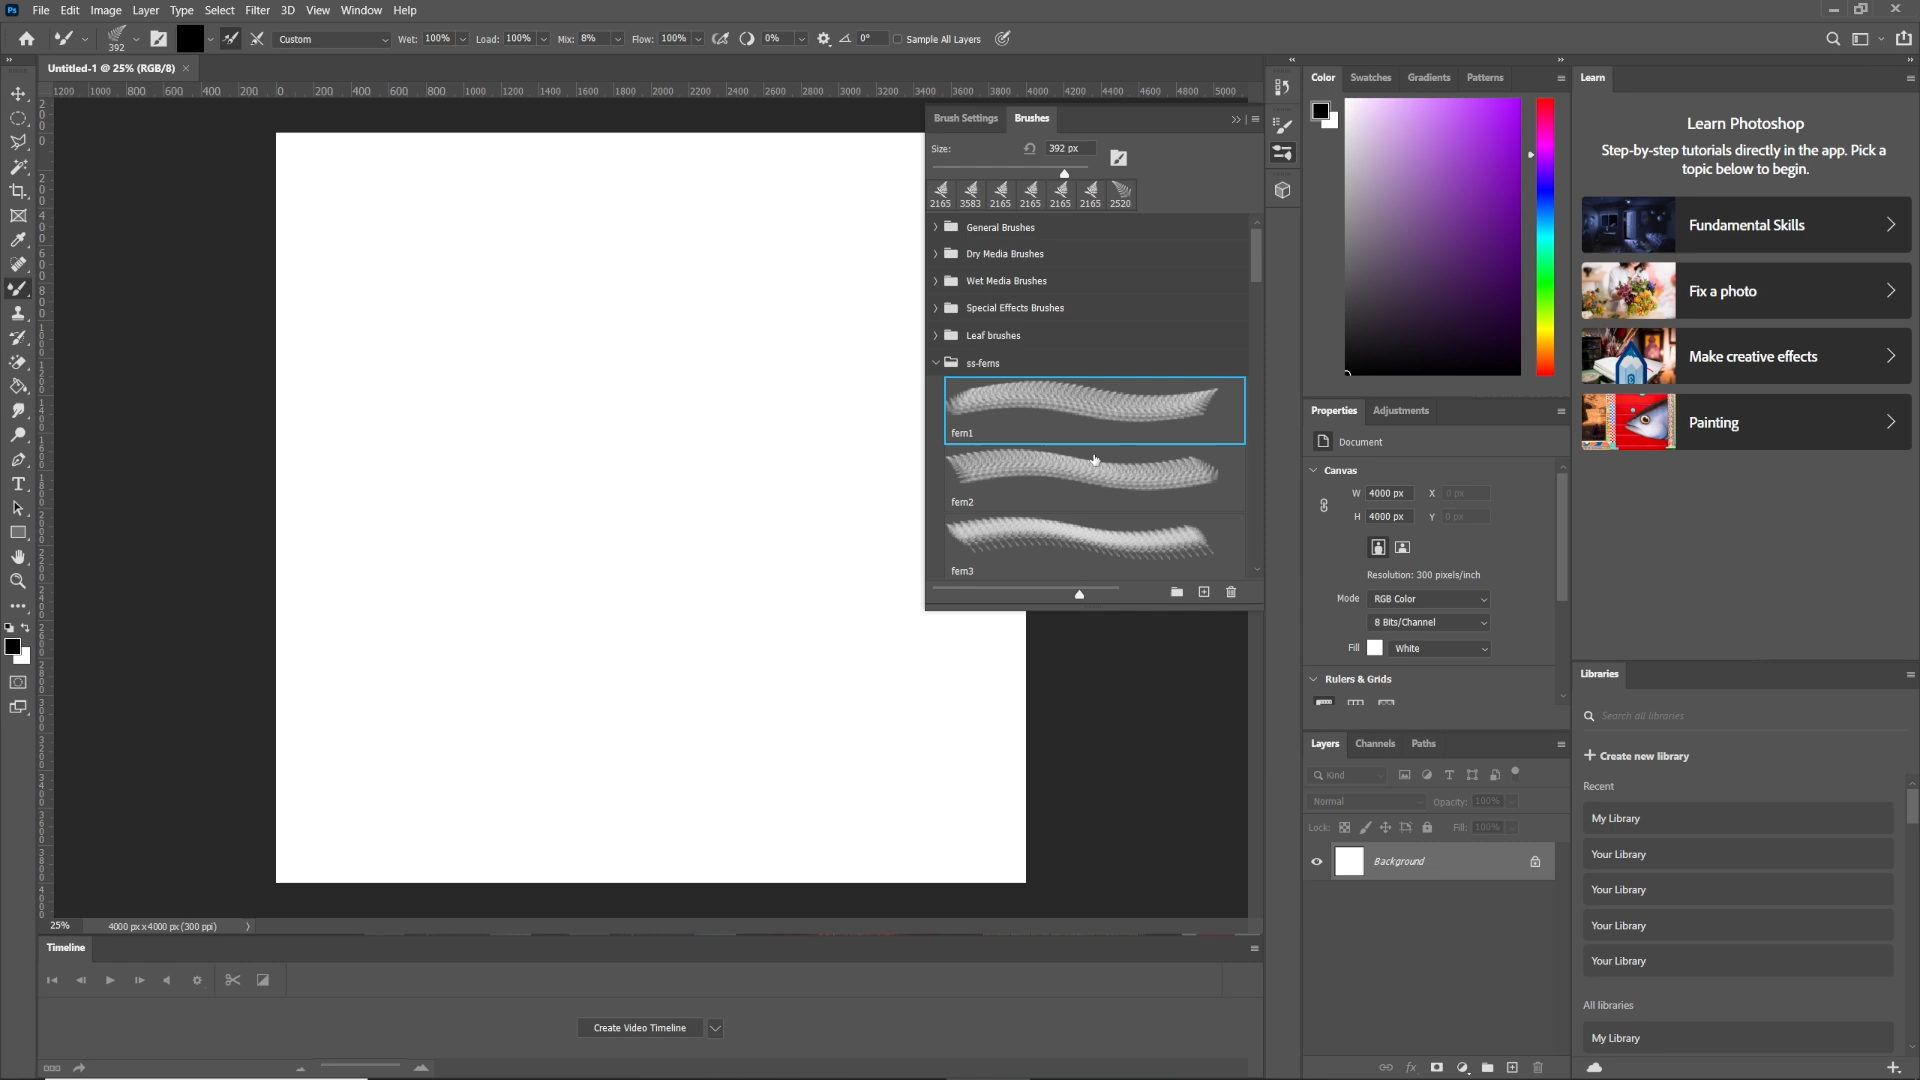 Ps File Edit Image Layer Type Select Filter 3D View Window Help
392 Custom Wet: 100% Load: 100% Mix: 8% Flow: 100% 0% 0° Sample All Layers
Untitled-1 @ 25% (RGB/8)
1200 1000 800 600 400 200 0 200 400 600 800 1000 1200 1400 1600 1800 2000 2200 2400 2600 2800 3000 3200 3400 3600 3800 4000 4200 4400 4600 4800 5000
Brush Settings Brushes
Size: 392 px
2165 3583 2165 2165 2165 2165 2520
General Brushes
Dry Media Brushes
Wet Media Brushes
Special Effects Brushes
Leaf brushes
ss-ferns
fern1
fern2
fern3
Color Swatches Gradients Patterns
Properties Adjustments
Document
Canvas
W 4000 px X 0 px
H 4000 px Y 0 px
Resolution: 300 pixels/inch
Mode RGB Color
8 Bits/Channel
Fill White
Rulers & Grids
Layers Channels Paths
Kind
Normal Opacity: 100%
Lock: Fill: 100%
Background
fx
Learn
Learn Photoshop
Step-by-step tutorials directly in the app. Pick a
topic below to begin.
Fundamental Skills
Fix a photo
Make creative effects
Painting
Libraries
Search all libraries
+ Create new library
Recent
My Library
Your Library
Your Library
Your Library
Your Library
All libraries
My Library
25% 4000 px x 4000 px (300 ppi)
Timeline
Create Video Timeline